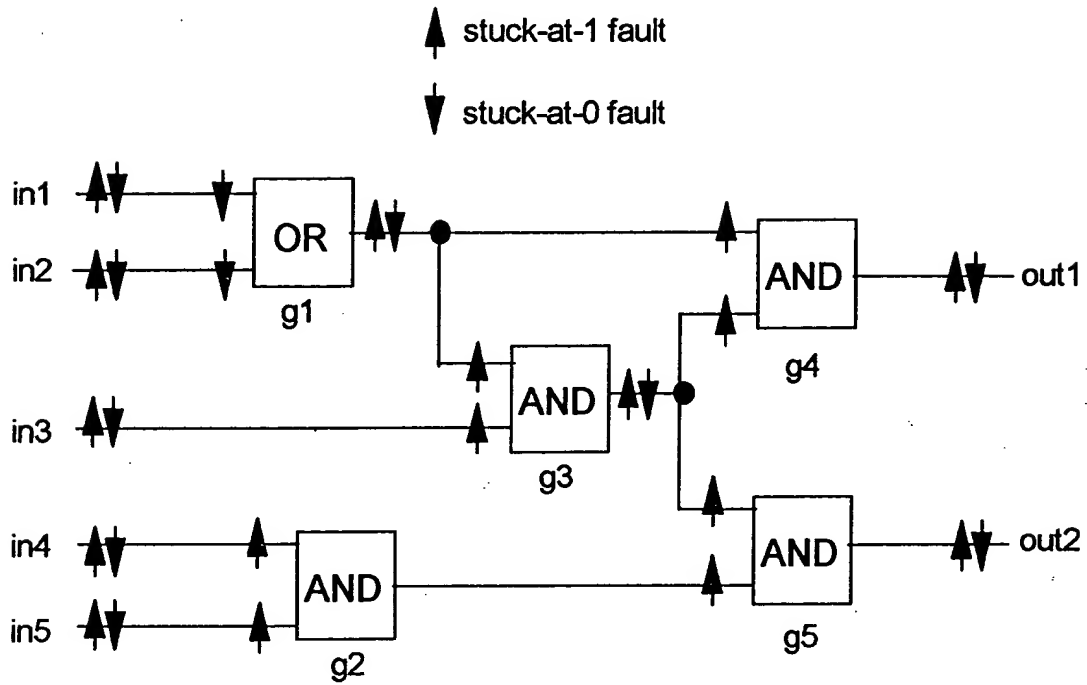 stuck-at-1 fault
stuck-at-0 fault
in1
OR
in2
g1
AND
out1
g4
in3
AND
g3
in4
AND
in5
g2
AND
out2
g5